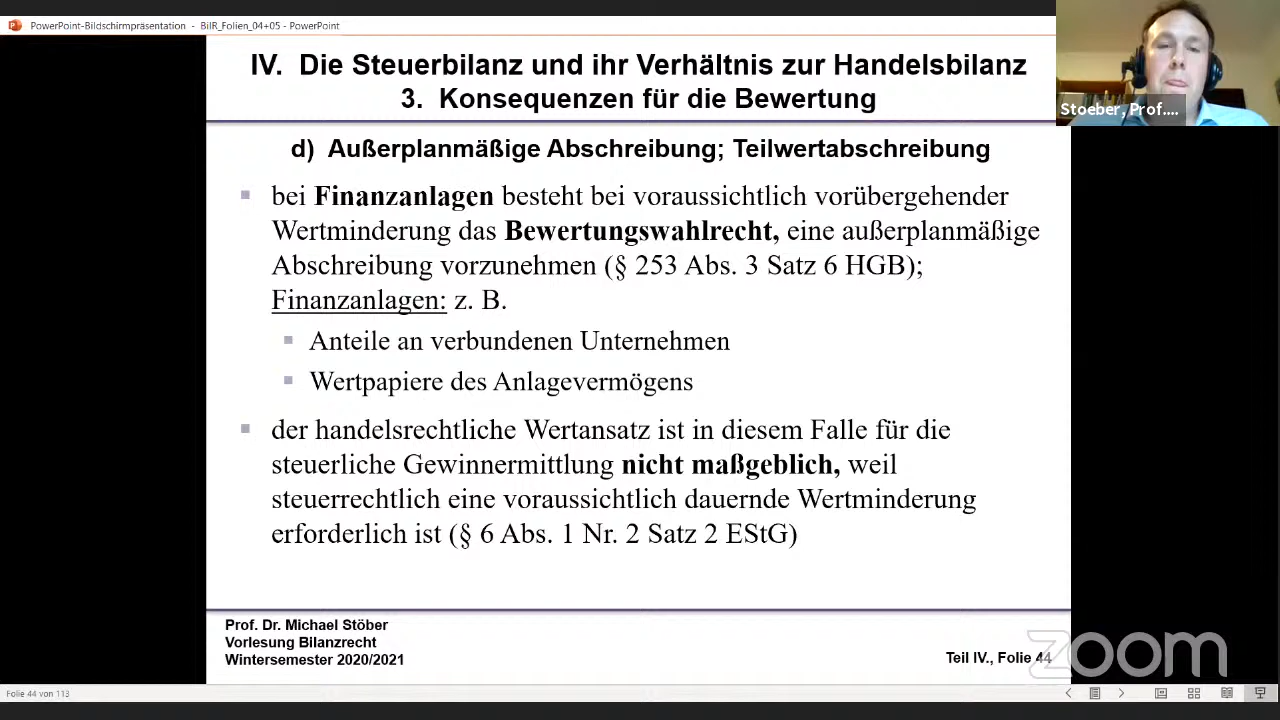 PowerPoint-Bildschirmpräsentation - BilR_Folien_04+05 - PowerPoint
IV. Die Steuerbilanz und ihr Verhältnis zur Handelsbilanz
3. Konsequenzen für die Bewertung
Stoeber, Prof....
d) Außerplanmäßige Abschreibung; Teilwertabschreibung
bei Finanzanlagen besteht bei voraussichtlich vorübergehender
Wertminderung das Bewertungswahlrecht, eine außerplanmäßige
Abschreibung vorzunehmen (§ 253 Abs. 3 Satz 6 HGB);
Finanzanlagen: z. B.
Anteile an verbundenen Unternehmen
Wertpapiere des Anlagevermögens
der handelsrechtliche Wertansatz ist in diesem Falle für die
steuerliche Gewinnermittlung nicht maßgeblich, weil
steuerrechtlich eine voraussichtlich dauernde Wertminderung
erforderlich ist (§ 6 Abs. 1 Nr. 2 Satz 2 EStG)
Prof. Dr. Michael Stöber
Vorlesung Bilanzrecht
Wintersemester 2020/2021
Teil IV., Folie 44
zoom
Folie 44 von 113